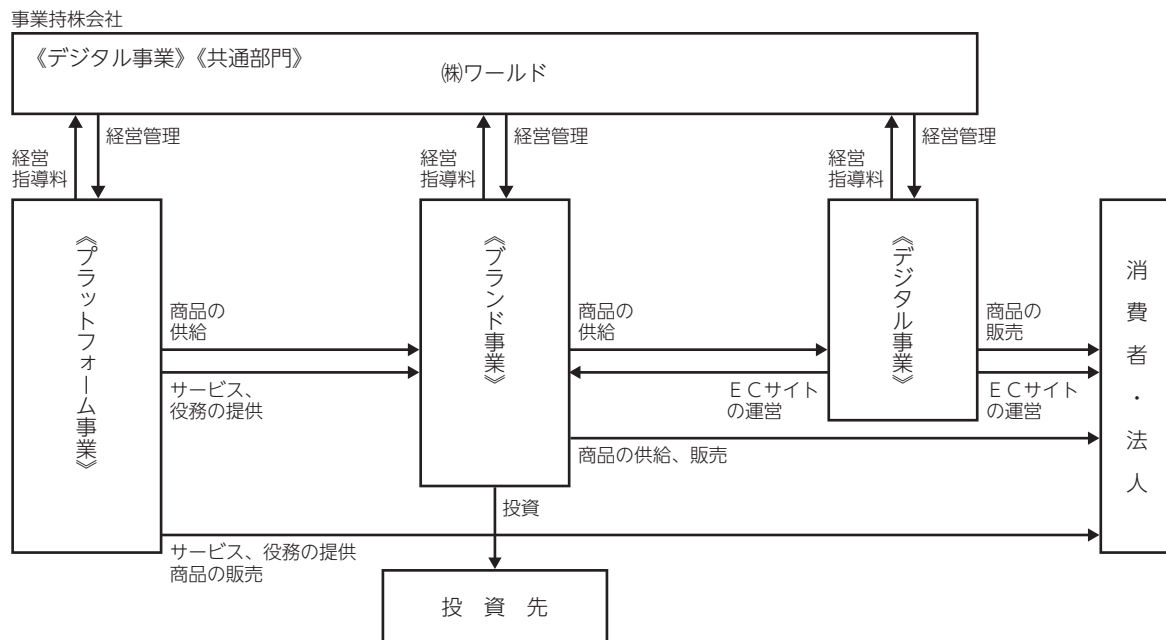 事業持株会社
《デジタル事業》《共通部門》
㈱ワールド
経営
指導料
経営管理
経営
指導料
経営管理
経営
指導料
経営管理
《プラットフォーム事業》
商品の
供給
サービス、
役務の提供
《ブランド事業》
商品の
供給
ECサイト
の運営
《デジタル事業》
商品の
販売
ECサイト
の運営
商品の供給、販売
消費者・法人
投資
サービス、役務の提供
商品の販売
投資先